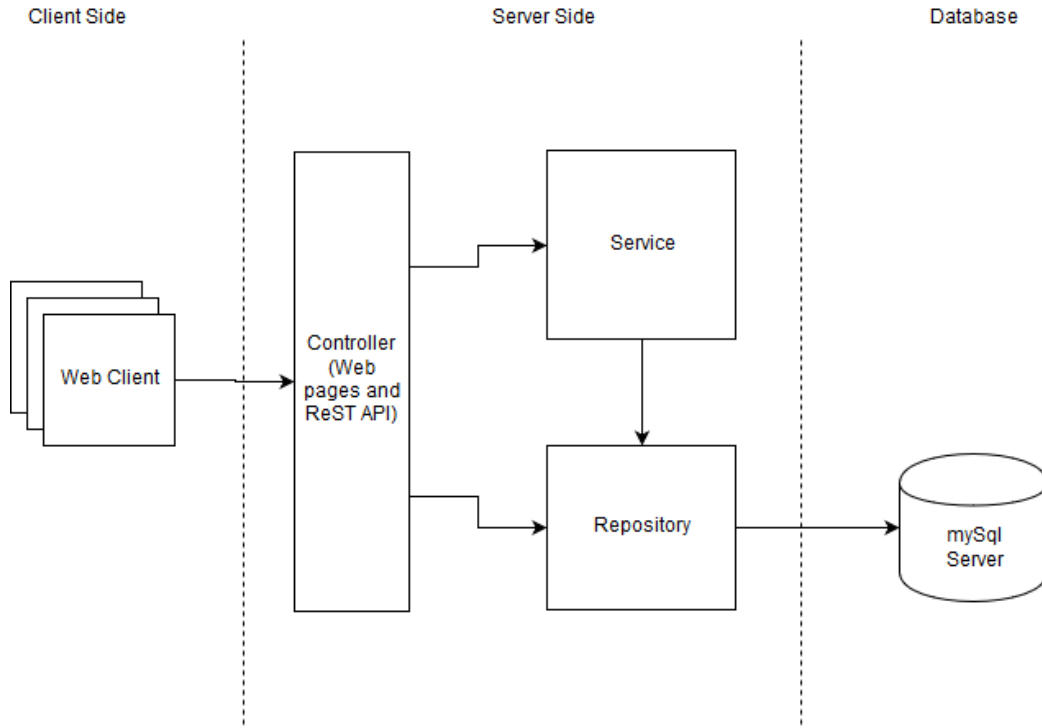 Client Side
Server Side
Database
Service
Web Client
Controller
(Web
pages and
ReST API)
Repository
mySql
Server